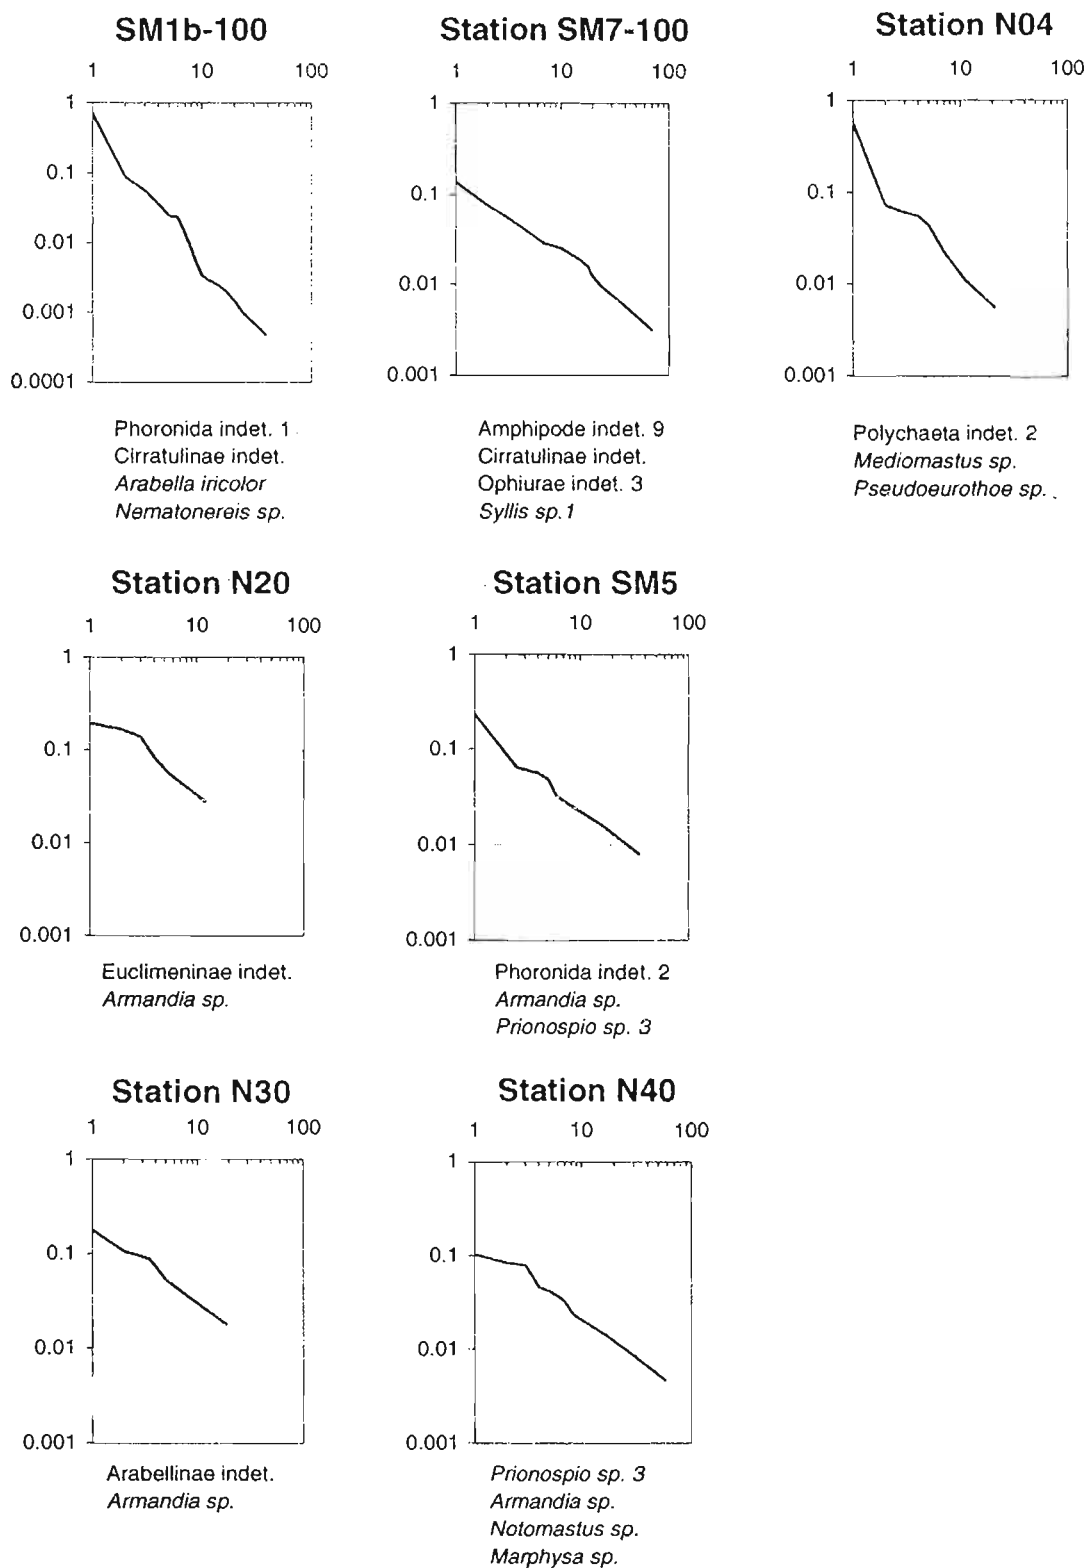 SM1b-100 Station SM7-100 Station N04
1 10 100 1 10 100 1 10 100
1 1 1
0.1 0.1 0.1
0.01 0.01 0.01
0.001
0.0001 0.001 0.001
Phoronida indet. 1
Cirratulinae indet.
Arabella iricolor
Nematonereis sp.
Amphipode indet. 9
Cirratulinae indet.
Ophiurae indet. 3
Syllis sp.1
Polychaeta indet. 2
Mediomastus sp.
Pseudoeurothoe sp.
Station N20 Station SM5
1 10 100 1 10 100
1 1
0.1 0.1
0.01 0.01
0.001 0.001
Euclimeninae indet.
Armandia sp.
Phoronida indet. 2
Armandia sp.
Prionospio sp. 3
Station N30 Station N40
1 10 100 1 10 100
1 1
0.1 0.1
0.01 0.01
0.001 0.001
Arabellinae indet.
Armandia sp.
Prionospio sp. 3
Armandia sp.
Notomastus sp.
Marphysa sp.